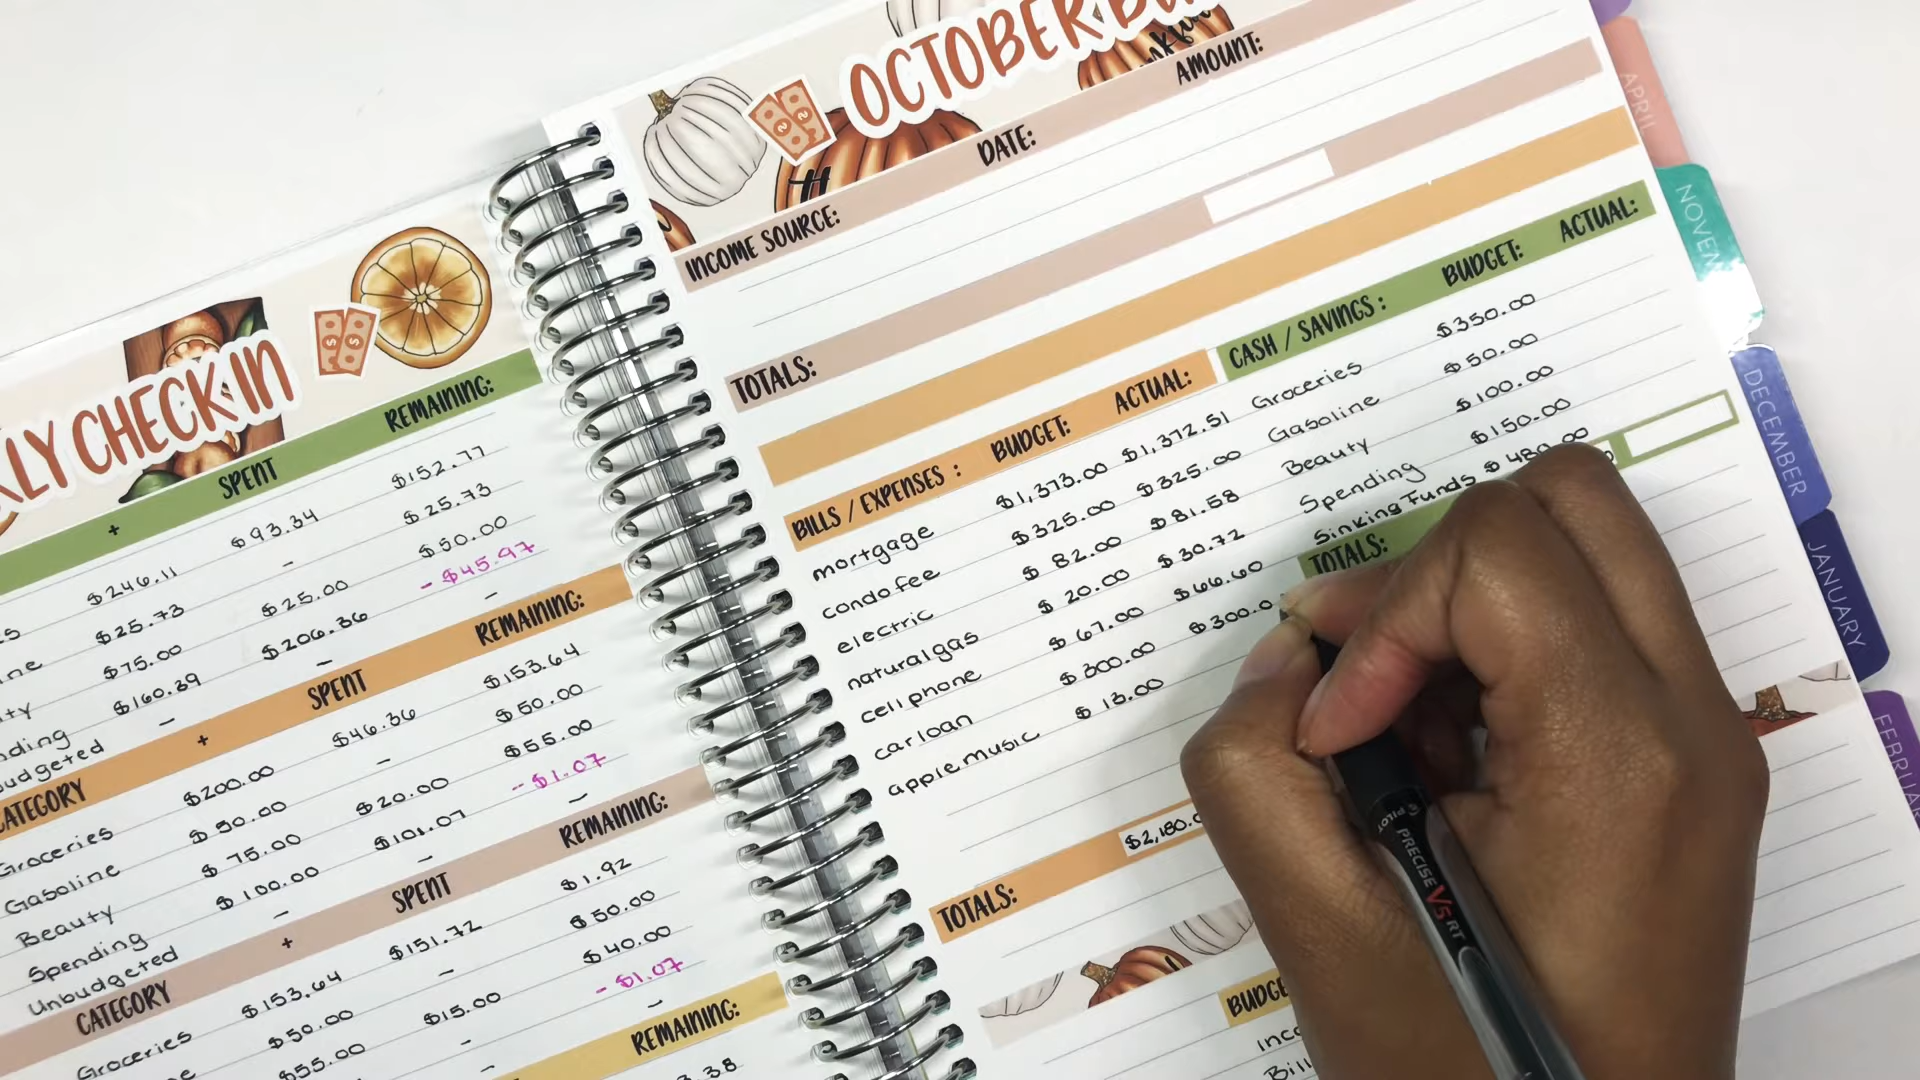 KLY CHECK IN
+ SPENT REMAINING:
$246.11 $93.34 $152.77
$25.73 - $25.73
$75.00 $25.00 $50.00
$160.39 $206.36 - $45.97
- - -
CATEGORY + SPENT REMAINING:
Groceries $200.00 $46.36 $153.64
Gasoline $50.00 - $50.00
Beauty $75.00 $20.00 $55.00
Spending $100.00 $101.07 - $1.07
Unbudgeted - - -
CATEGORY + SPENT REMAINING:
Groceries $153.64 $151.72 $1.92
$50.00 - $50.00
$55.00 $15.00 $40.00
- - $1.07
REMAINING:
OCTOBER
INCOME SOURCE: DATE: AMOUNT:
TOTALS:
BILLS / EXPENSES : BUDGET: ACTUAL:
mortgage $1,373.00 $1,372.51
condo fee $325.00 $325.00
electric $82.00 $81.58
natural gas $20.00 $30.72
cell phone $67.00 $66.60
car loan $300.00 $300.0
apple music $13.00
TOTALS: $2,180.0
CASH / SAVINGS : BUDGET: ACTUAL:
Groceries $350.00
Gasoline $50.00
Beauty $100.00
Spending $150.00
Sinking Funds
TOTALS:
BUDGE
APRIL
NOVEM
DECEMBER
JANUARY
FEBRUAR
PILOT
PRECISE V5 RT